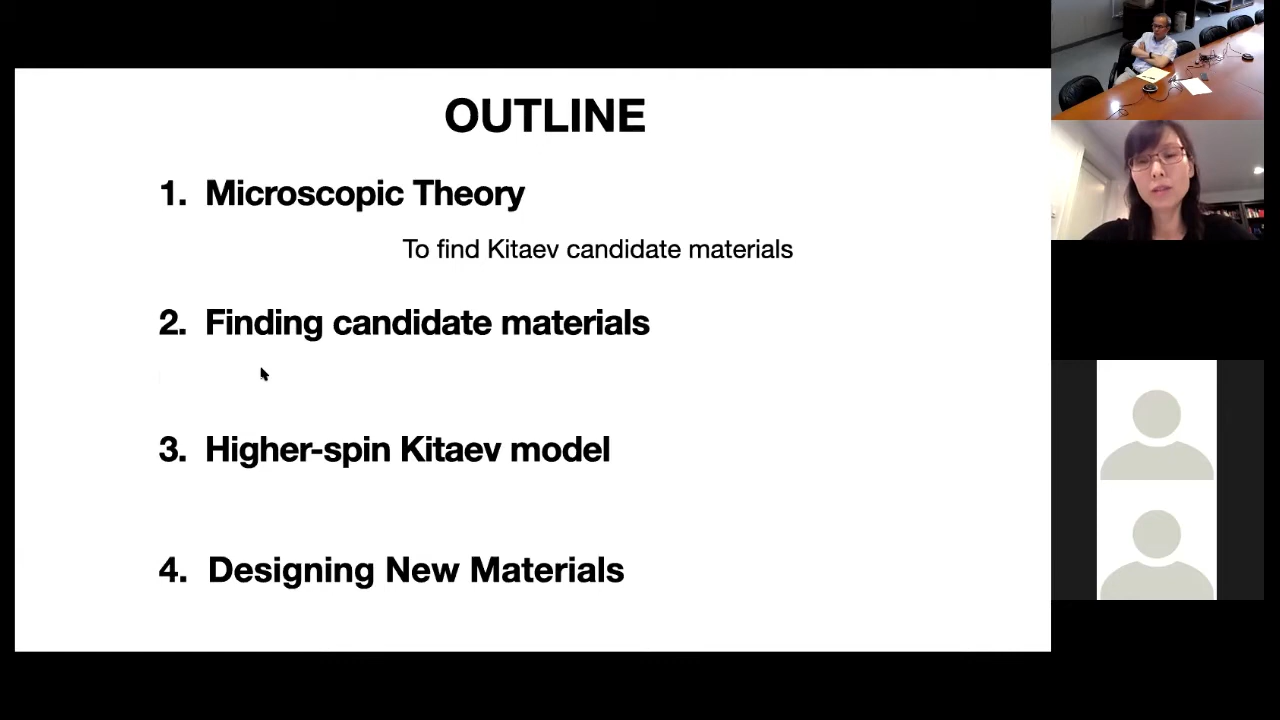 OUTLINE
1. Microscopic Theory
To find Kitaev candidate materials
2. Finding candidate materials
3. Higher-spin Kitaev model
4. Designing New Materials